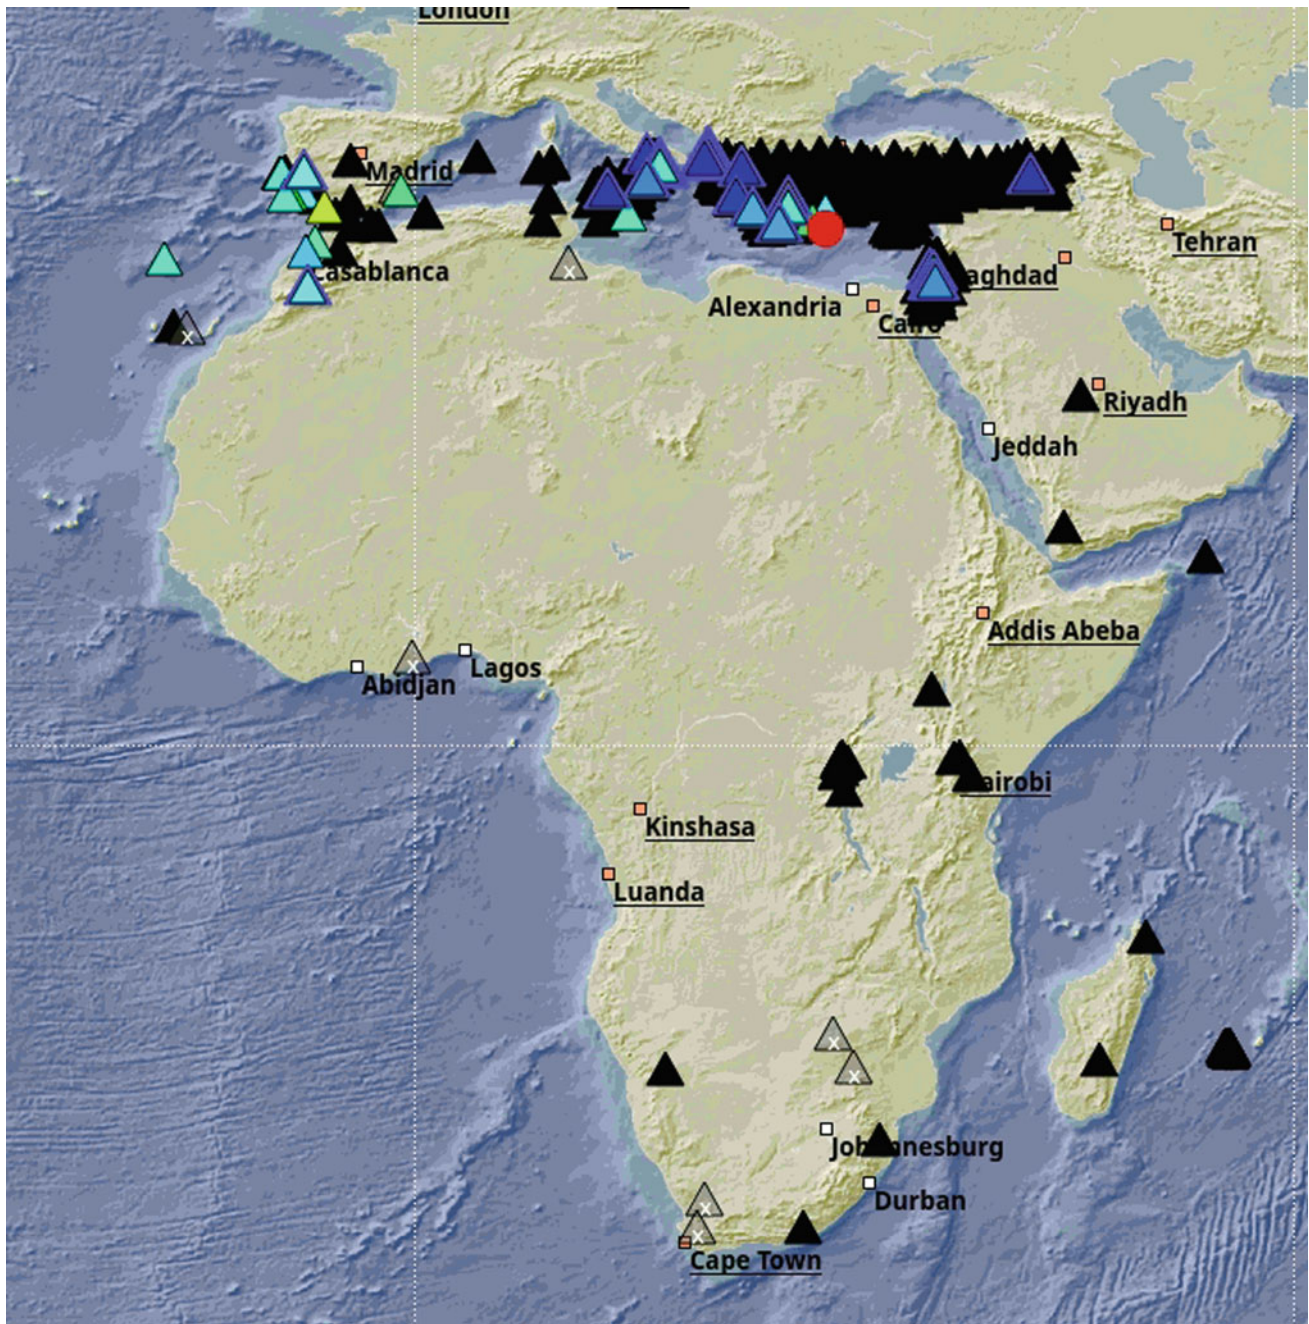 London
Madrid
Casablanca
Tehran
aghdad
Alexandria
Cairo
x
x
Riyadh
Jeddah
Addis Abeba
x
Lagos
Abidjan
airobi
Kinshasa
Luanda
x
x
Johannesburg
Durban
x
x
Cape Town